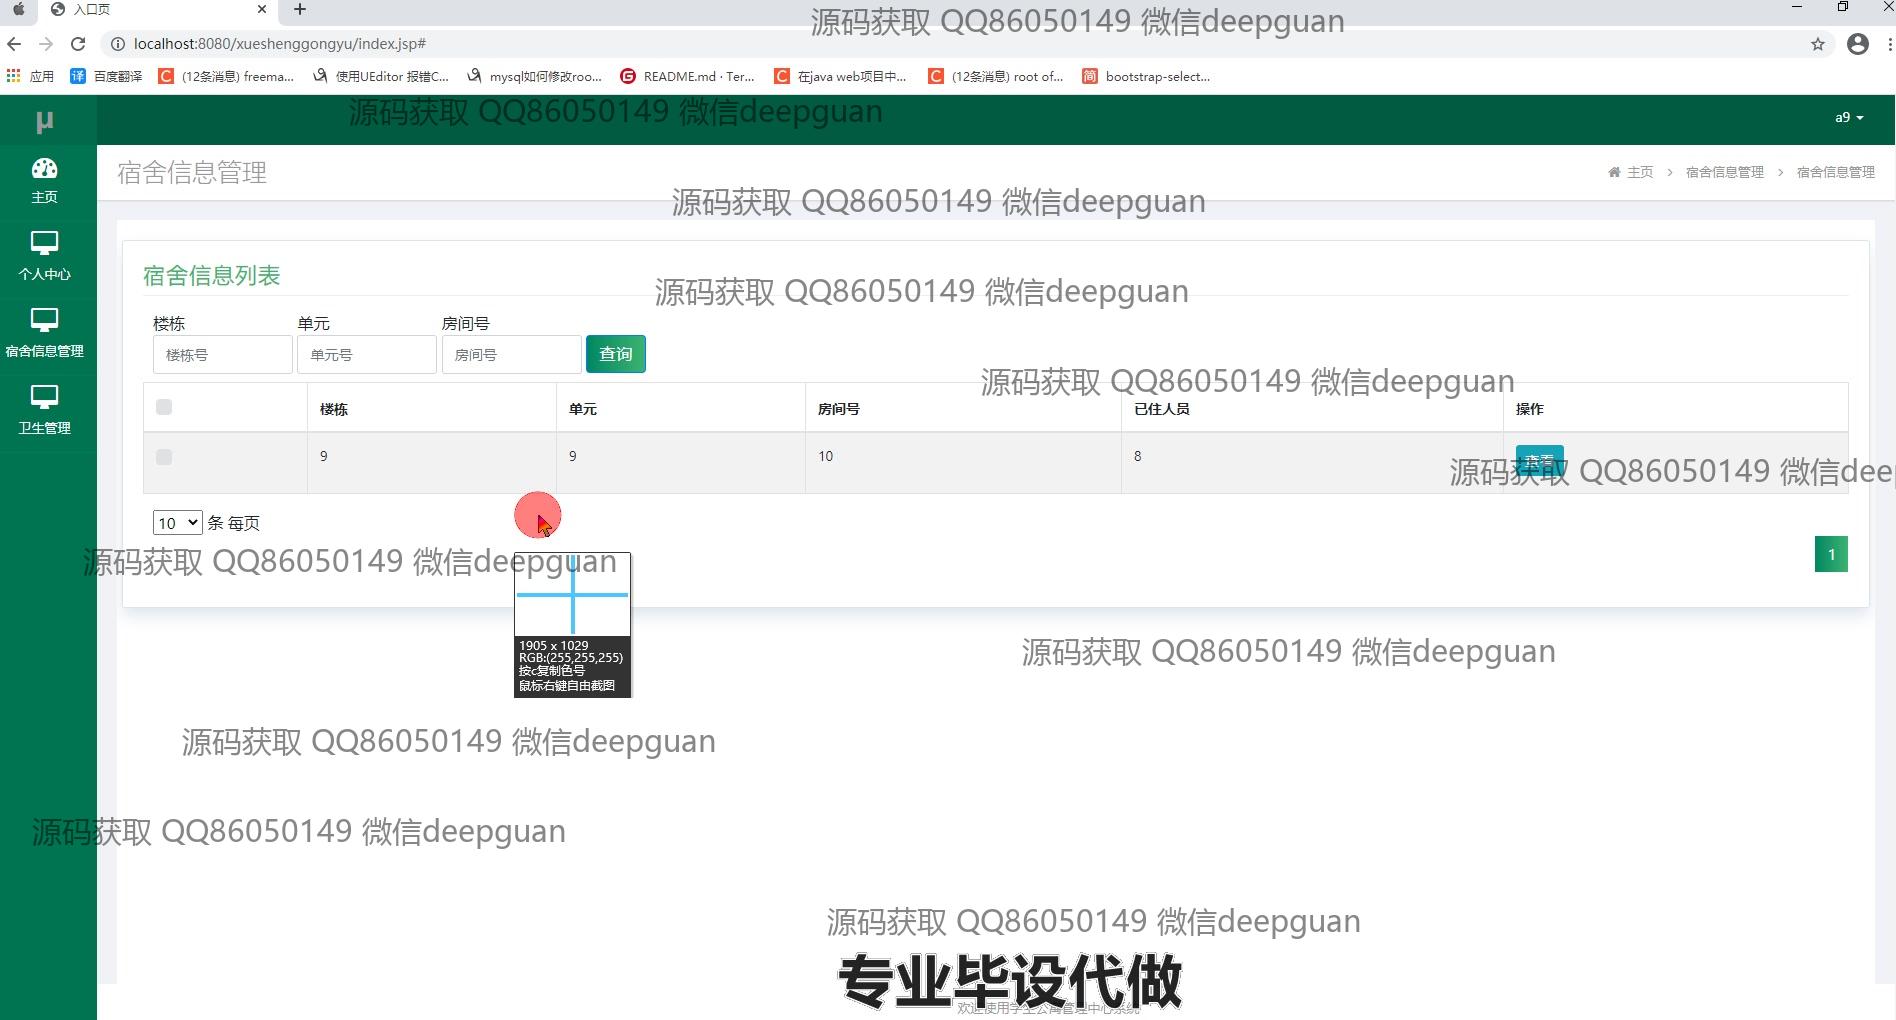 入口页
源码获取 QQ86050149 微信deepguan
localhost:8080/xueshenggongyu/index.jsp#
应用 百度翻译 (12条消息) freema... 使用UEditor 报错C... mysql如何修改roo... README.md · Ter... 在java web项目中... (12条消息) root of... bootstrap-select...
源码获取 QQ86050149 微信deepguan
μ
a9
主页
宿舍信息管理
主页 > 宿舍信息管理 > 宿舍信息管理
源码获取 QQ86050149 微信deepguan
个人中心
宿舍信息列表
源码获取 QQ86050149 微信deepguan
楼栋 单元 房间号
宿舍信息管理
楼栋号 单元号 房间号 查询
源码获取 QQ86050149 微信deepguan
楼栋 单元 房间号 已住人员 操作
卫生管理
9 9 10 8 查看
源码获取 QQ86050149 微信deep
10 条 每页
源码获取 QQ86050149 微信deepguan
1
1905 x 1029
RGB:(255,255,255)
按c复制色号
鼠标右键自由截图
源码获取 QQ86050149 微信deepguan
源码获取 QQ86050149 微信deepguan
源码获取 QQ86050149 微信deepguan
源码获取 QQ86050149 微信deepguan
专业毕设代做
欢迎使用学生公寓管理中心系统